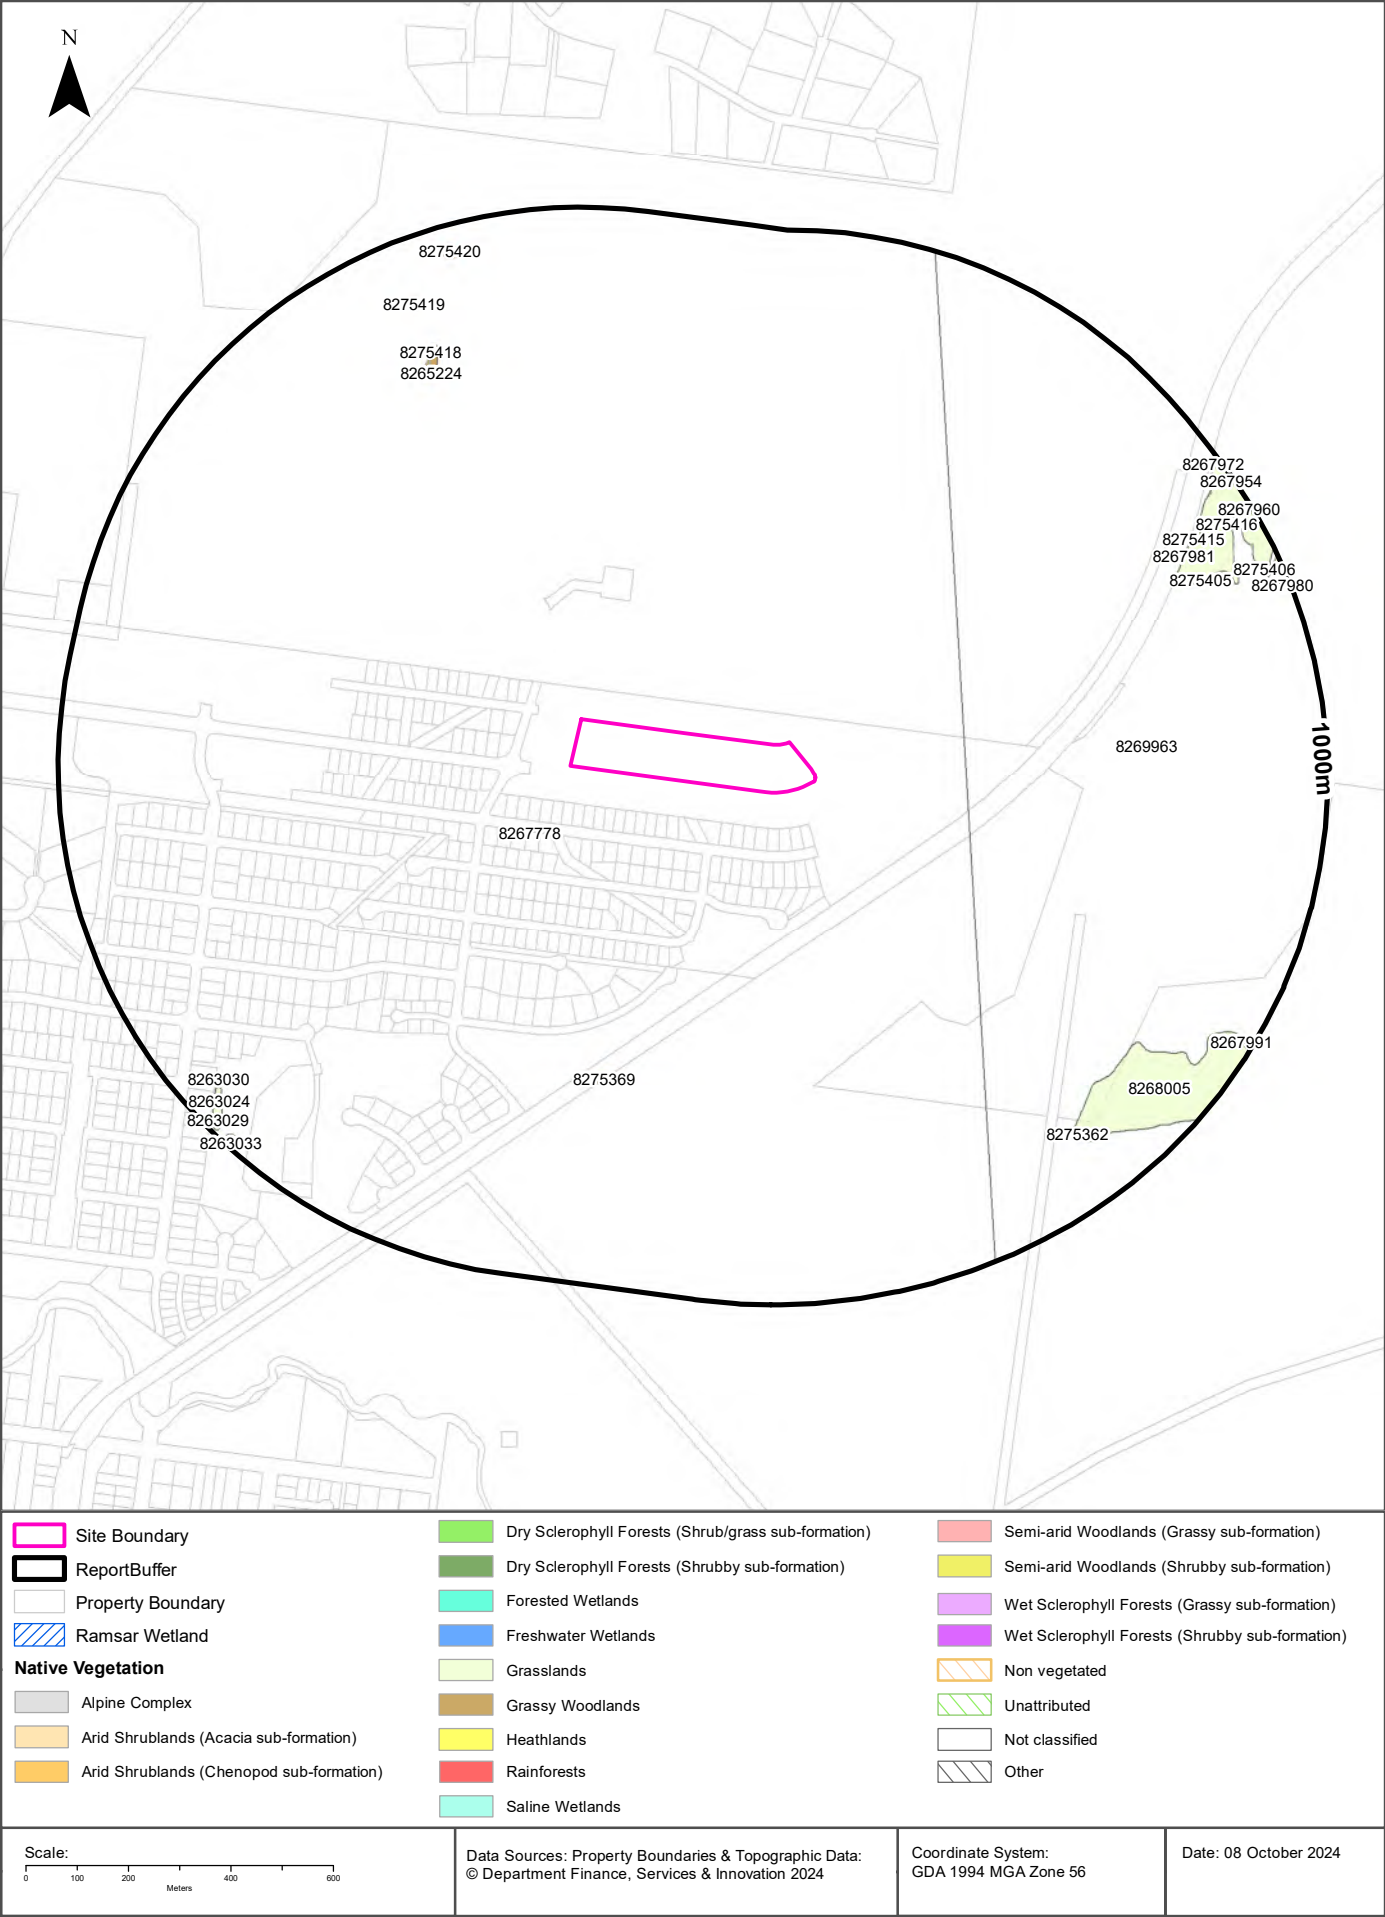 N
8275420
8275419
8275418
8265224
8267972
8267954
8267960
8275416
8275415
8267981
8275406
8275405
8267980
1000m
8269963
8267778
8267991
8275369
8263030
8268005
8263024
8263029
8275362
8263033
Site Boundary
ReportBuffer
Property Boundary
Ramsar Wetland
Native Vegetation
Alpine Complex
Arid Shrublands (Acacia sub-formation)
Arid Shrublands (Chenopod sub-formation)
Dry Sclerophyll Forests (Shrub/grass sub-formation)
Dry Sclerophyll Forests (Shrubby sub-formation)
Forested Wetlands
Freshwater Wetlands
Grasslands
Grassy Woodlands
Heathlands
Rainforests
Saline Wetlands
Semi-arid Woodlands (Grassy sub-formation)
Semi-arid Woodlands (Shrubby sub-formation)
Wet Sclerophyll Forests (Grassy sub-formation)
Wet Sclerophyll Forests (Shrubby sub-formation)
Non vegetated
Unattributed
Not classified
Other
Scale:
0 100 200 400 600
Meters
Data Sources: Property Boundaries & Topographic Data:
© Department Finance, Services & Innovation 2024
Coordinate System:
GDA 1994 MGA Zone 56
Date: 08 October 2024